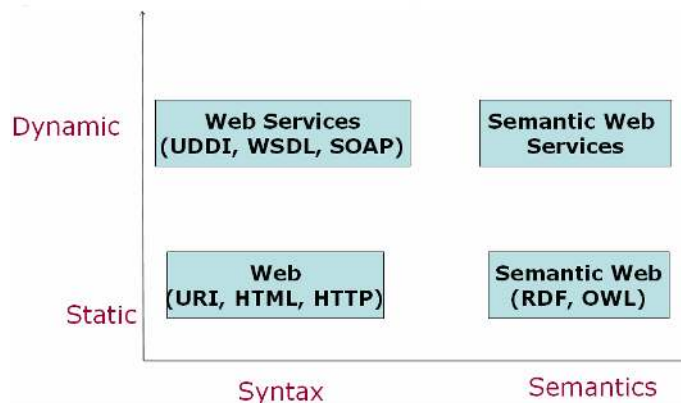 Dynamic
Web Services
(UDDI, WSDL, SOAP)
Semantic Web
Services
Static
Web
(URI, HTML, HTTP)
Semantic Web
(RDF, OWL)
Syntax
Semantics